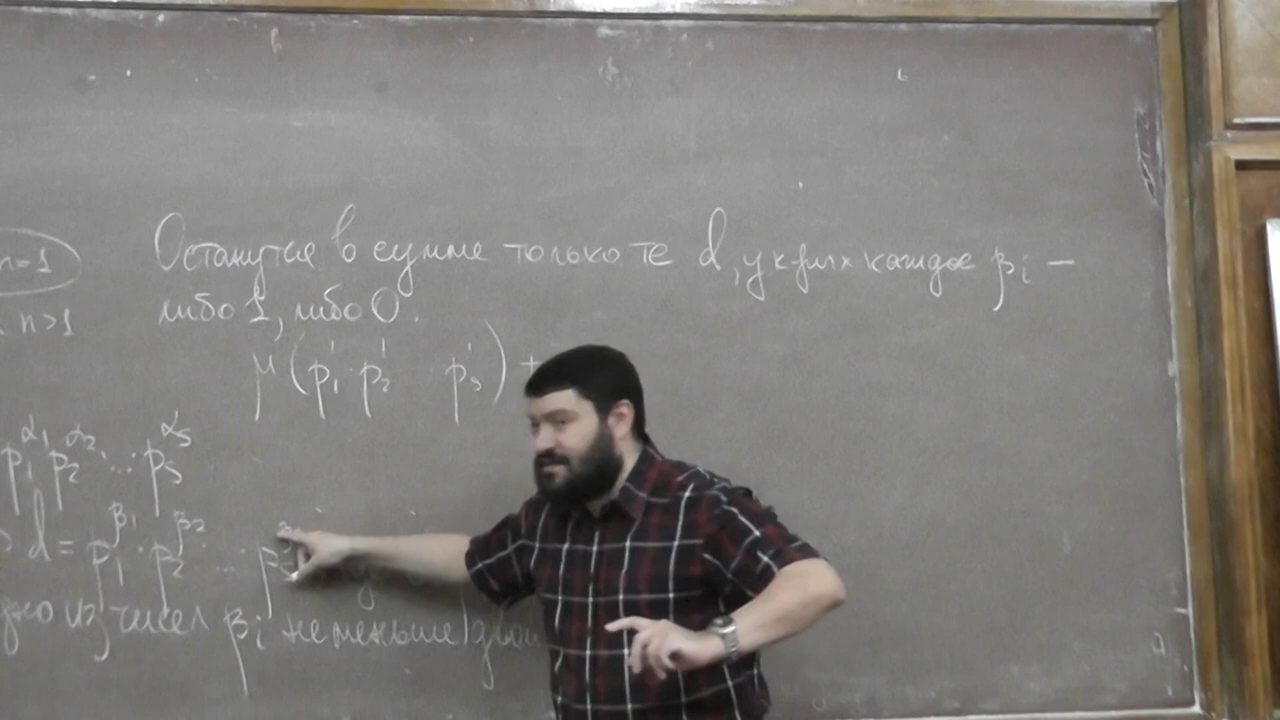 n=1
n>1
Останутся в сумме только те d, у к-рых каждое βi –
либо 1, либо 0.
μ(p₁¹·p₂¹ pₛ¹) +
p₁^α₁ p₂^α₂ ... pₛ^αₛ
d = p₁^β₁ · p₂^β₂ ... p
из чисел βi не меньше